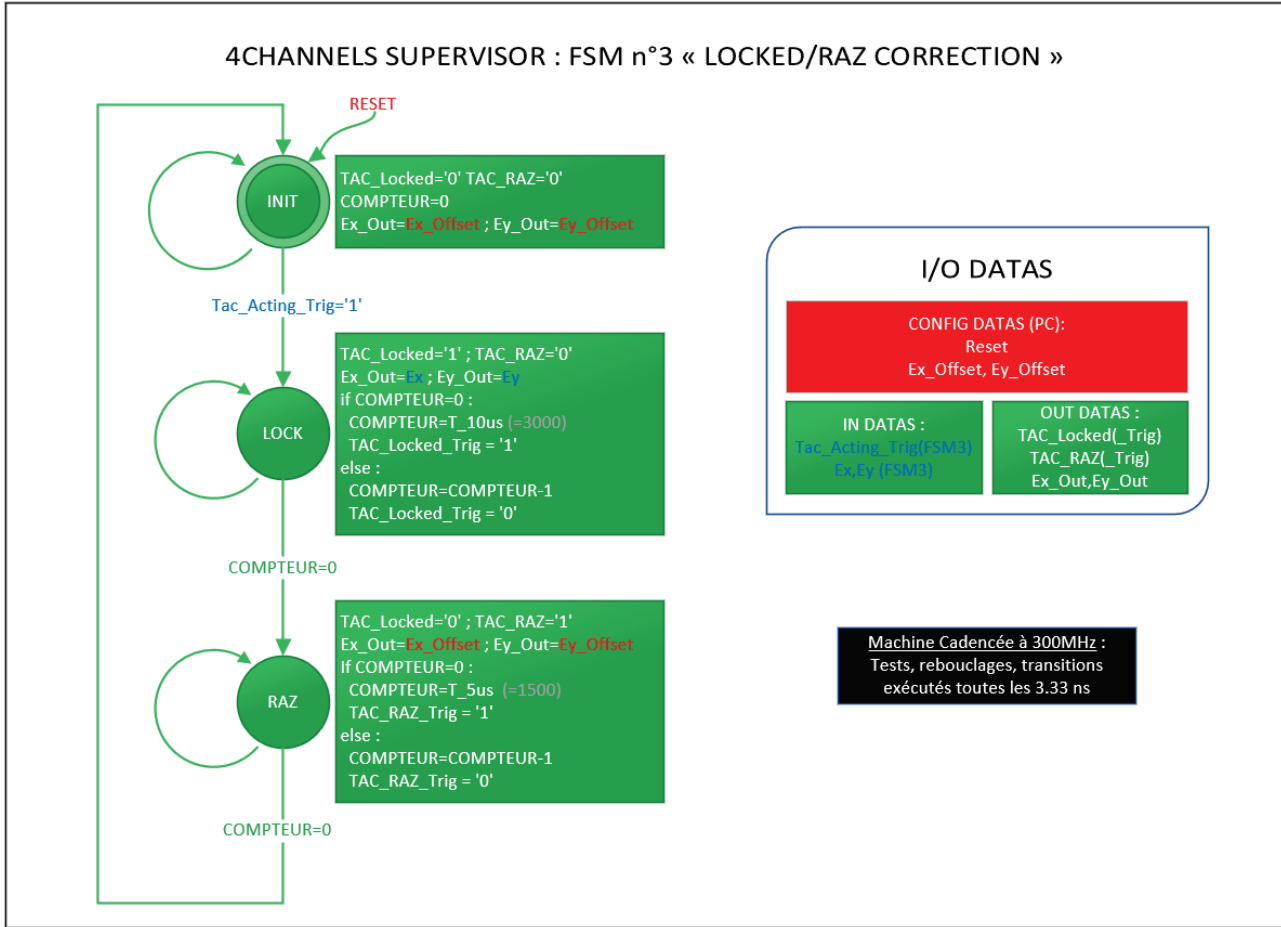 4CHANNELS SUPERVISOR : FSM n°3 « LOCKED/RAZ CORRECTION »
RESET
INIT
TAC_Locked='0' TAC_RAZ='0'
COMPTEUR=0
Ex_Out=Ex_Offset ; Ey_Out=Ey_Offset
Tac_Acting_Trig='1'
LOCK
TAC_Locked='1' ; TAC_RAZ='0'
Ex_Out=Ex ; Ey_Out=Ey
if COMPTEUR=0 :
COMPTEUR=T_10us (=3000)
TAC_Locked_Trig = '1'
else :
COMPTEUR=COMPTEUR-1
TAC_Locked_Trig = '0'
COMPTEUR=0
RAZ
TAC_Locked='0' ; TAC_RAZ='1'
Ex_Out=Ex_Offset ; Ey_Out=Ey_Offset
If COMPTEUR=0 :
COMPTEUR=T_5us (=1500)
TAC_RAZ_Trig = '1'
else :
COMPTEUR=COMPTEUR-1
TAC_RAZ_Trig = '0'
COMPTEUR=0
I/O DATAS
CONFIG DATAS (PC):
Reset
Ex_Offset, Ey_Offset
IN DATAS :
Tac_Acting_Trig(FSM3)
Ex,Ey (FSM3)
OUT DATAS :
TAC_Locked(_Trig)
TAC_RAZ(_Trig)
Ex_Out,Ey_Out
Machine Cadencée à 300MHz :
Tests, rebouclages, transitions
exécutés toutes les 3.33 ns